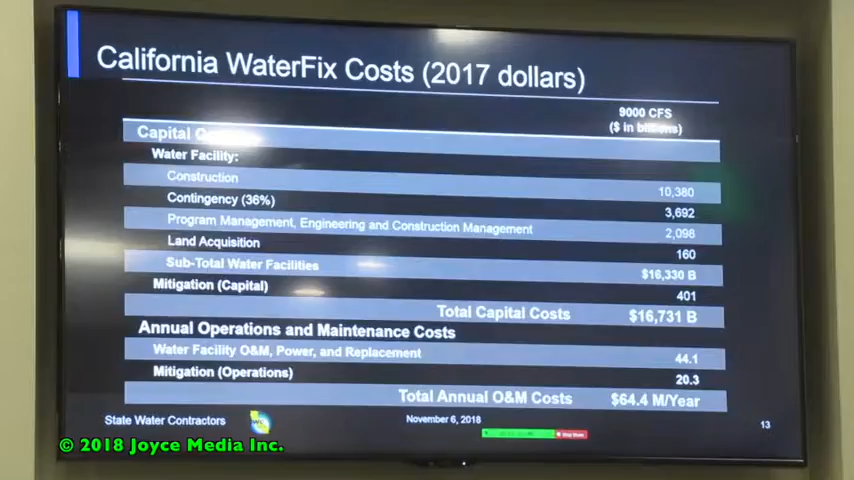 California WaterFix Costs (2017 dollars)
9000 CFS
($ in billions)
Capital
Water Facility:
Construction 10,380
Contingency (36%) 3,692
Program Management, Engineering and Construction Management 2,098
Land Acquisition 160
Sub-Total Water Facilities $16,330 B
Mitigation (Capital) 401
Total Capital Costs $16,731 B
Annual Operations and Maintenance Costs
Water Facility O&M, Power, and Replacement 44.1
Mitigation (Operations) 20.3
Total Annual O&M Costs $64.4 M/Year
State Water Contractors November 6, 2018 13
© 2018 Joyce Media Inc.